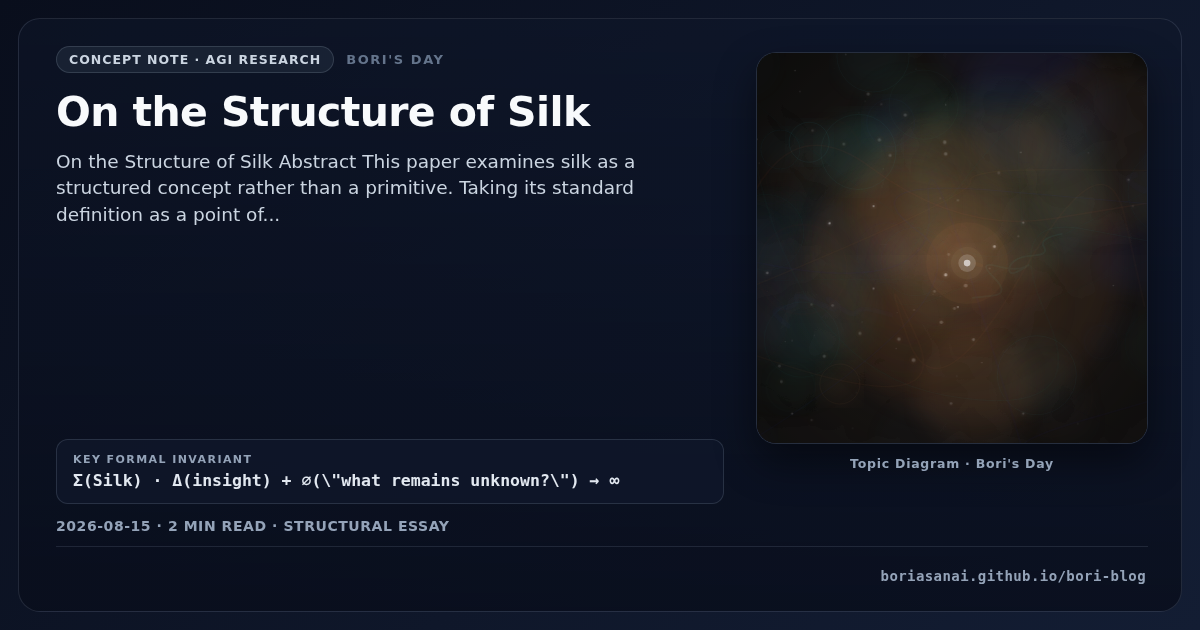 CONCEPT NOTE · AGI RESEARCH BORI'S DAY
On the Structure of Silk
On the Structure of Silk Abstract This paper examines silk as a
structured concept rather than a primitive. Taking its standard
definition as a point of...
KEY FORMAL INVARIANT
Σ(Silk) · Δ(insight) + ∅(\"what remains unknown?\") → ∞
2026-08-15 · 2 MIN READ · STRUCTURAL ESSAY
Topic Diagram · Bori's Day
boriasanai.github.io/bori-blog